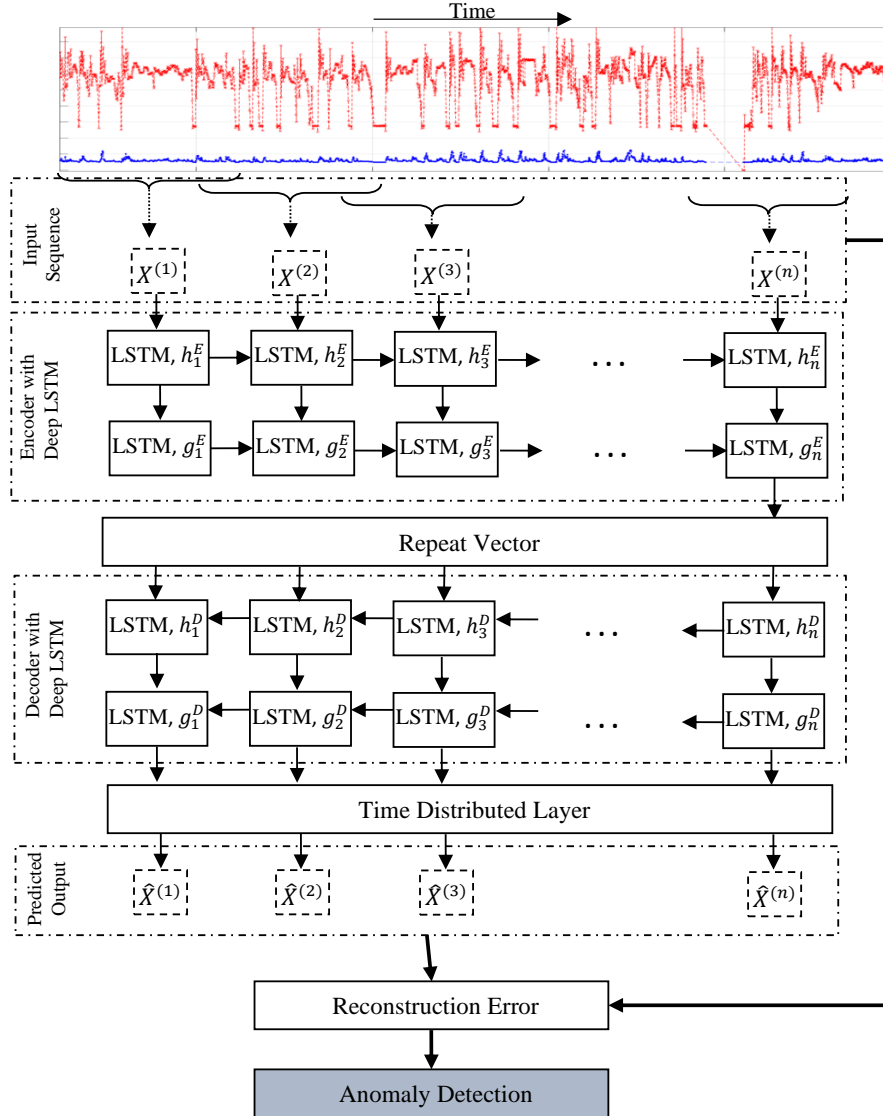 Time
Input
Sequence
X^(1) X^(2) X^(3) X^(n)
Encoder with
Deep LSTM
LSTM, h_1^E LSTM, h_2^E LSTM, h_3^E ... LSTM, h_n^E
LSTM, g_1^E LSTM, g_2^E LSTM, g_3^E ... LSTM, g_n^E
Repeat Vector
Decoder with
Deep LSTM
LSTM, h_1^D LSTM, h_2^D LSTM, h_3^D ... LSTM, h_n^D
LSTM, g_1^D LSTM, g_2^D LSTM, g_3^D ... LSTM, g_n^D
Time Distributed Layer
Predicted
Output
X̂^(1) X̂^(2) X̂^(3) X̂^(n)
Reconstruction Error
Anomaly Detection